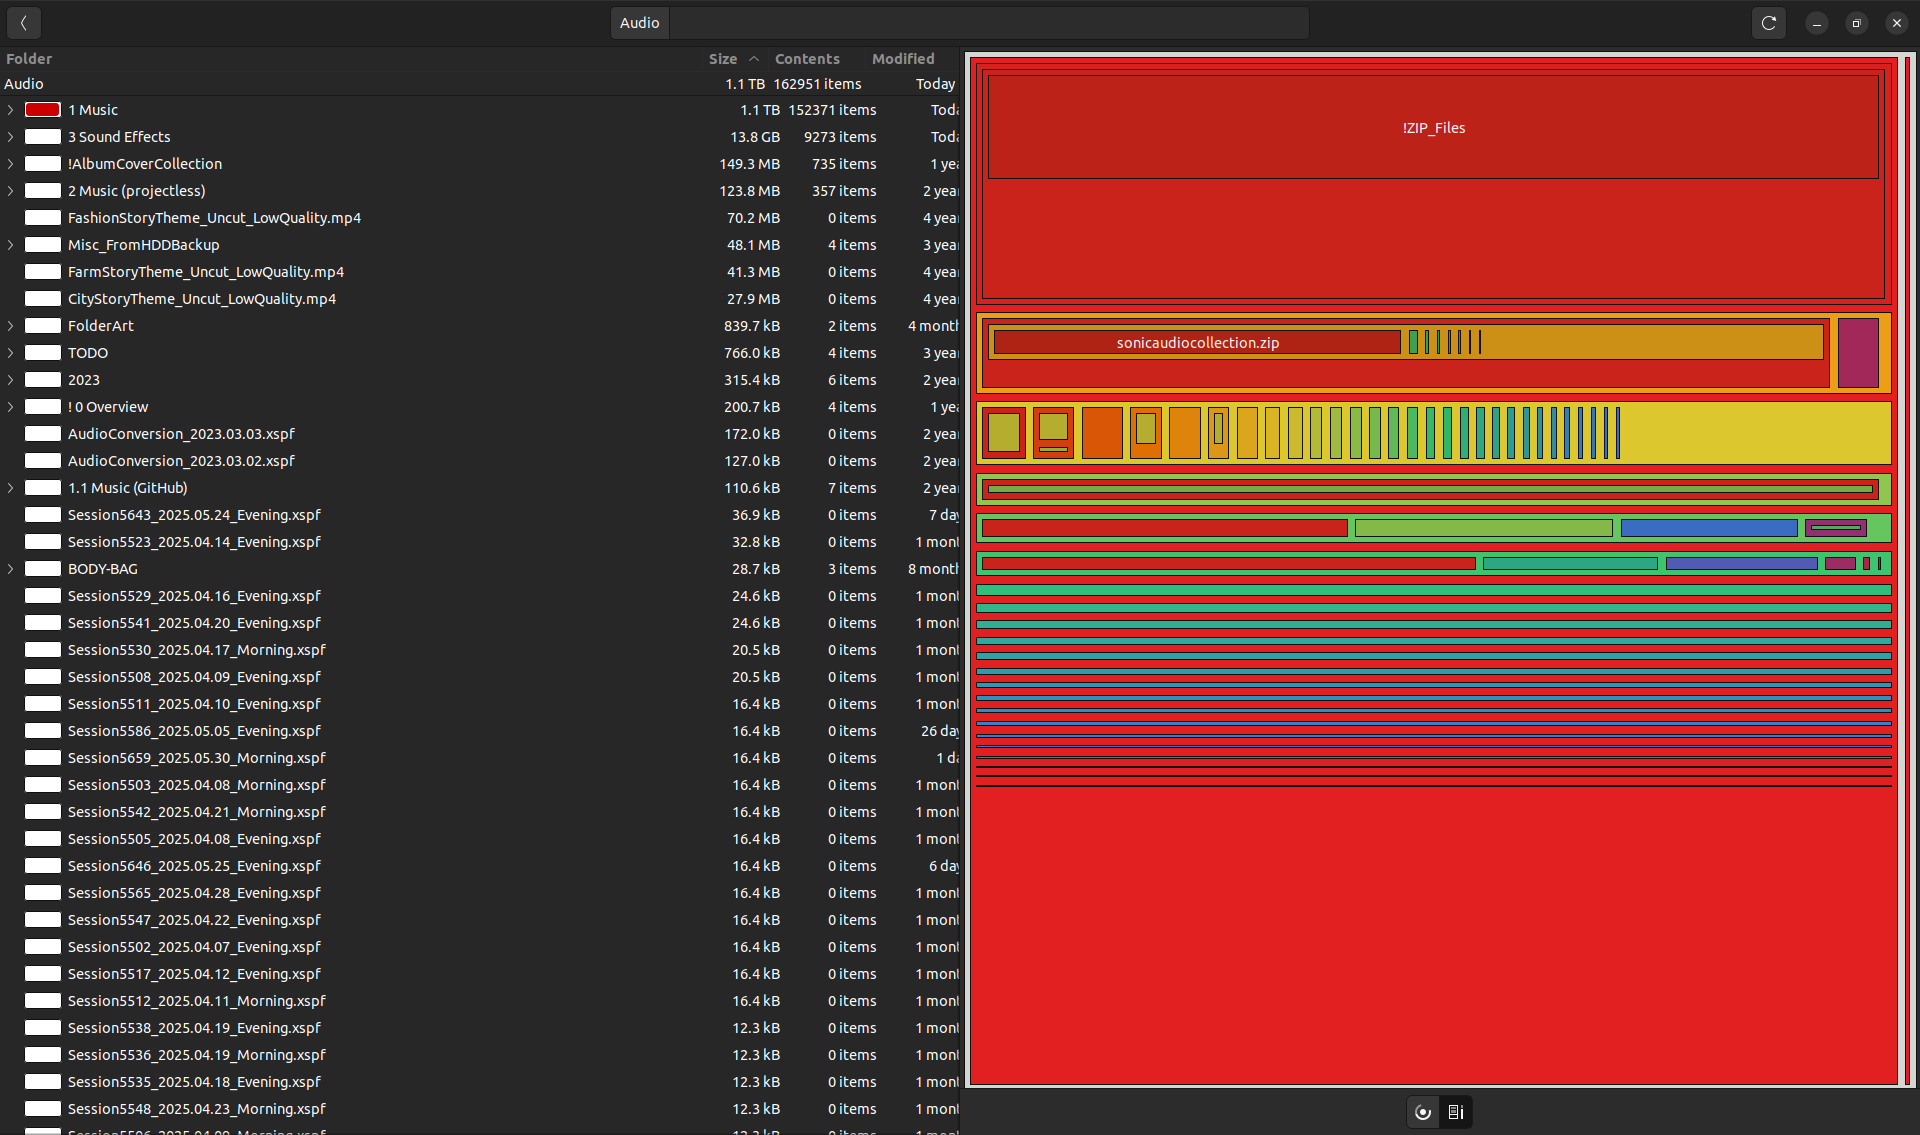 Audio
Folder Size Contents Modified
Audio 1.1 TB 162951 items Today
1 Music 1.1 TB 152371 items Toda
3 Sound Effects 13.8 GB 9273 items Toda
!AlbumCoverCollection 149.3 MB 735 items 1 yea
2 Music (projectless) 123.8 MB 357 items 2 year
FashionStoryTheme_Uncut_LowQuality.mp4 70.2 MB 0 items 4 year
Misc_FromHDDBackup 48.1 MB 4 items 3 year
FarmStoryTheme_Uncut_LowQuality.mp4 41.3 MB 0 items 4 year
CityStoryTheme_Uncut_LowQuality.mp4 27.9 MB 0 items 4 year
FolderArt 839.7 kB 2 items 4 month
TODO 766.0 kB 4 items 3 year
2023 315.4 kB 6 items 2 year
! 0 Overview 200.7 kB 4 items 1 yea
AudioConversion_2023.03.03.xspf 172.0 kB 0 items 2 year
AudioConversion_2023.03.02.xspf 127.0 kB 0 items 2 year
1.1 Music (GitHub) 110.6 kB 7 items 2 year
Session5643_2025.05.24_Evening.xspf 36.9 kB 0 items 7 day
Session5523_2025.04.14_Evening.xspf 32.8 kB 0 items 1 mont
BODY-BAG 28.7 kB 3 items 8 month
Session5529_2025.04.16_Evening.xspf 24.6 kB 0 items 1 mont
Session5541_2025.04.20_Evening.xspf 24.6 kB 0 items 1 mont
Session5530_2025.04.17_Morning.xspf 20.5 kB 0 items 1 mont
Session5508_2025.04.09_Evening.xspf 20.5 kB 0 items 1 mont
Session5511_2025.04.10_Evening.xspf 16.4 kB 0 items 1 mont
Session5586_2025.05.05_Evening.xspf 16.4 kB 0 items 26 day
Session5659_2025.05.30_Morning.xspf 16.4 kB 0 items 1 da
Session5503_2025.04.08_Morning.xspf 16.4 kB 0 items 1 mont
Session5542_2025.04.21_Morning.xspf 16.4 kB 0 items 1 mont
Session5505_2025.04.08_Evening.xspf 16.4 kB 0 items 1 mont
Session5646_2025.05.25_Evening.xspf 16.4 kB 0 items 6 day
Session5565_2025.04.28_Evening.xspf 16.4 kB 0 items 1 mont
Session5547_2025.04.22_Evening.xspf 16.4 kB 0 items 1 mont
Session5502_2025.04.07_Evening.xspf 16.4 kB 0 items 1 mont
Session5517_2025.04.12_Evening.xspf 16.4 kB 0 items 1 mont
Session5512_2025.04.11_Morning.xspf 16.4 kB 0 items 1 mont
Session5538_2025.04.19_Evening.xspf 12.3 kB 0 items 1 mont
Session5536_2025.04.19_Morning.xspf 12.3 kB 0 items 1 mont
Session5535_2025.04.18_Evening.xspf 12.3 kB 0 items 1 mont
Session5548_2025.04.23_Morning.xspf 12.3 kB 0 items 1 mont
!ZIP_Files
sonicaudiocollection.zip